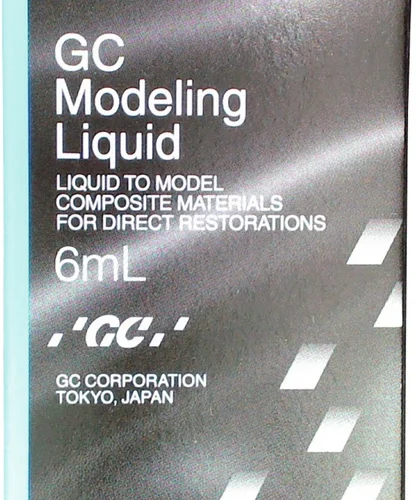 GC
Modeling
Liquid
LIQUID TO MODEL
COMPOSITE MATERIALS
FOR DIRECT RESTORATIONS
6mL
GC
GC CORPORATION
TOKYO, JAPAN